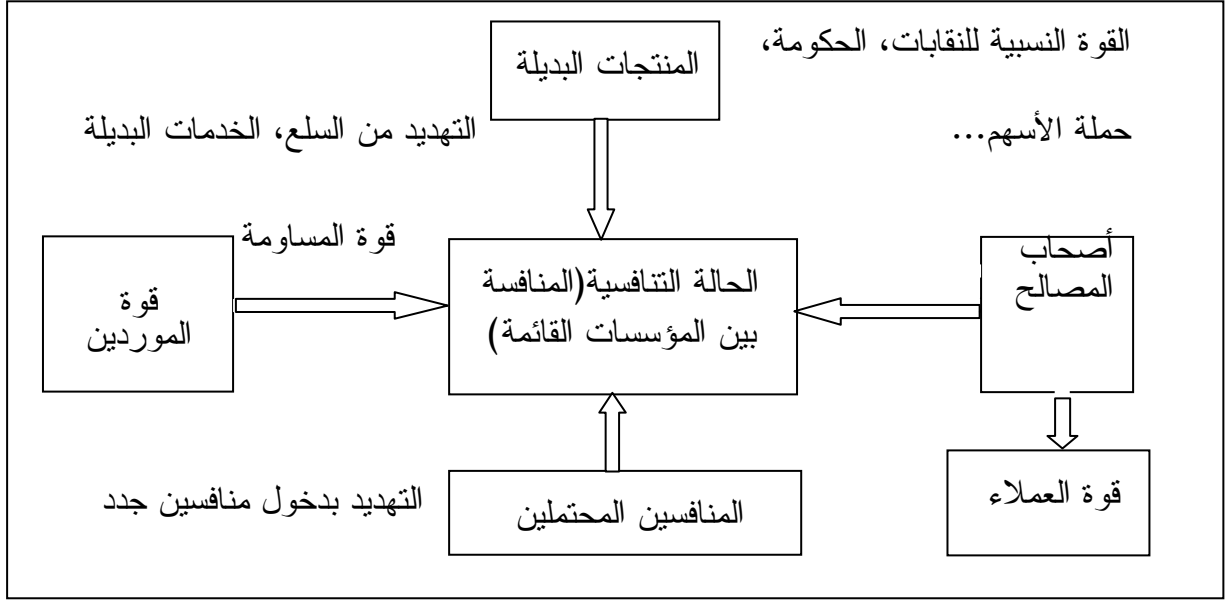 القوة النسبية للنقابات، الحكومة،
حملة الأسهم...
المنتجات البديلة
التهديد من السلع، الخدمات البديلة
أصحاب
المصالح
الحالة التنافسية(المنافسة
بين المؤسسات القائمة)
قوة المساومة
قوة
الموردين
قوة العملاء
المنافسين المحتملين
التهديد بدخول منافسين جدد